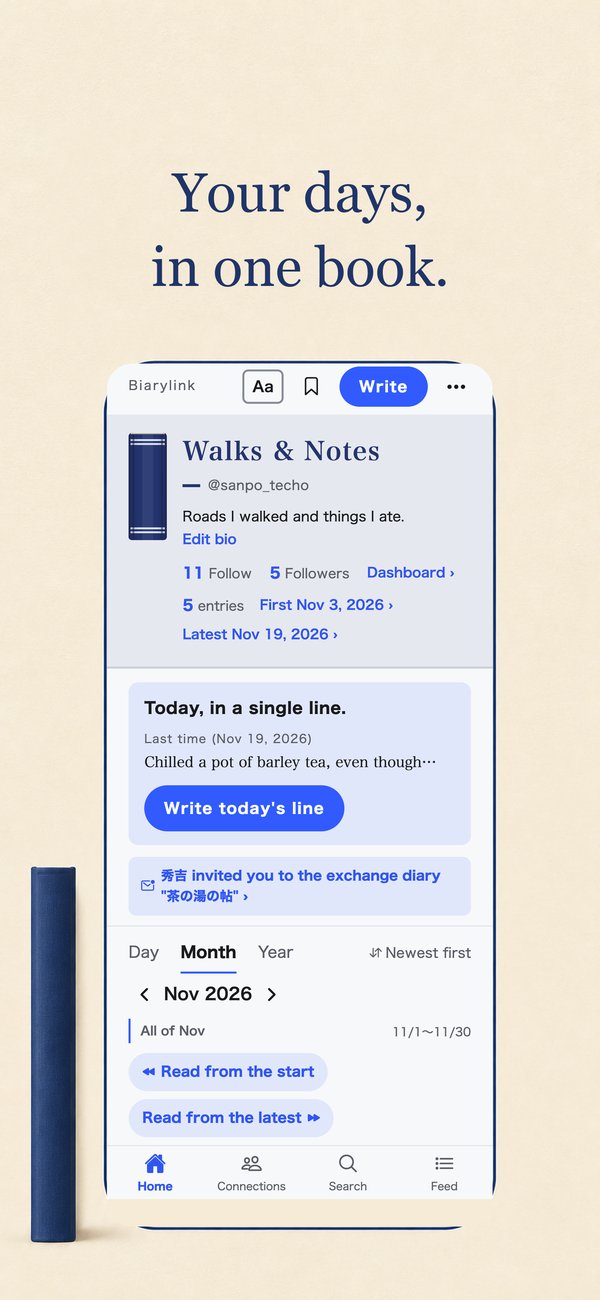 Your days,
in one book.
Biarylink
Aa
Write
Walks & Notes
@sanpo_techo
Roads I walked and things I ate.
Edit bio
11 Follow 5 Followers Dashboard ›
5 entries First Nov 3, 2026 ›
Latest Nov 19, 2026 ›
Today, in a single line.
Last time (Nov 19, 2026)
Chilled a pot of barley tea, even though…
Write today's line
秀吉 invited you to the exchange diary
"茶の湯の帖" ›
Day Month Year Newest first
Nov 2026
All of Nov 11/1〜11/30
Read from the start
Read from the latest
Home Connections Search Feed